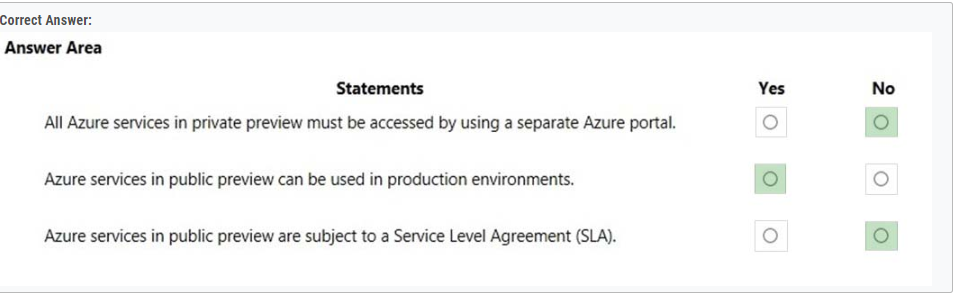 Correct Answer:
Answer Area
Statements Yes No
All Azure services in private preview must be accessed by using a separate Azure portal.
Azure services in public preview can be used in production environments.
Azure services in public preview are subject to a Service Level Agreement (SLA).